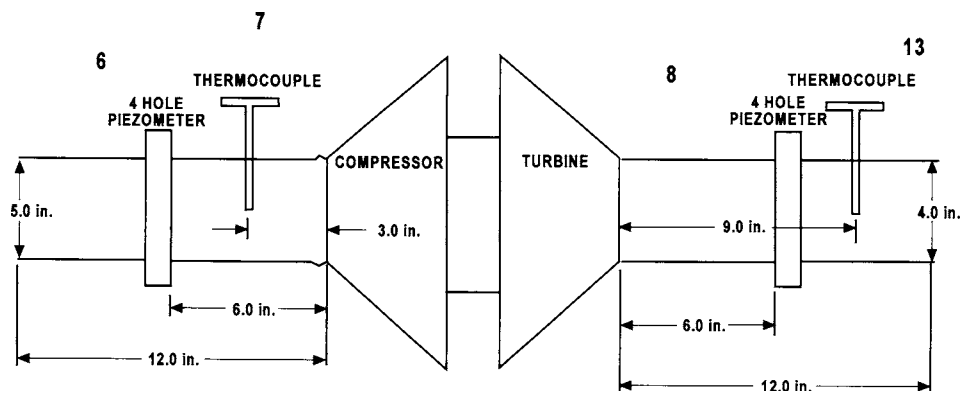 7
13
6
8
THERMOCOUPLE
THERMOCOUPLE
4 HOLE
PIEZOMETER
4 HOLE
PIEZOMETER
COMPRESSOR
TURBINE
5.0 in.
3.0 in.
9.0 in.
4.0 in.
6.0 in.
6.0 in.
12.0 in.
12.0 in.